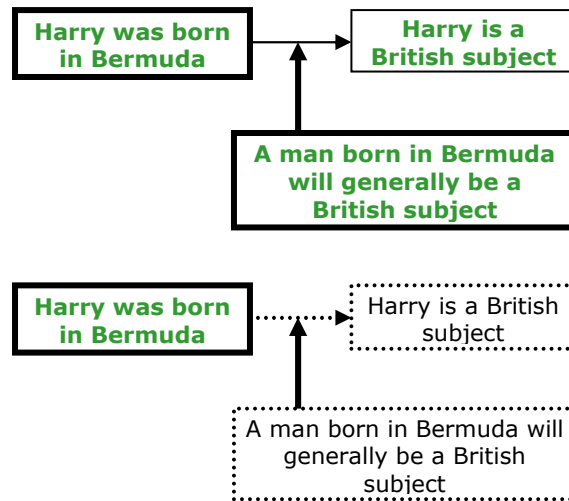 Harry was born
in Bermuda
Harry is a
British subject
A man born in Bermuda
will generally be a
British subject
Harry was born
in Bermuda
Harry is a British
subject
A man born in Bermuda will
generally be a British
subject